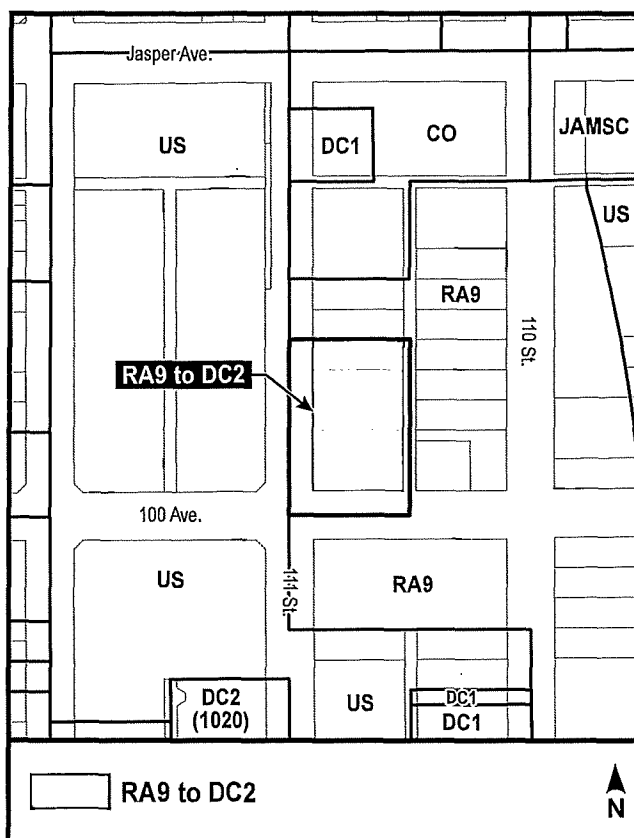 Jasper Ave.
US
DC1
CO
JAMSC
US
RA9
110 St.
RA9 to DC2
100 Ave.
US
111 St.
RA9
DC2
(1020)
US
DC1
DC1
RA9 to DC2
N